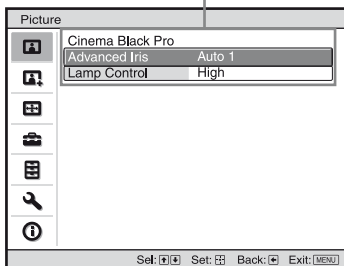 Picture
Cinema Black Pro
Advanced Iris Auto 1
Lamp Control High
Sel: Set: Back: Exit: MENU